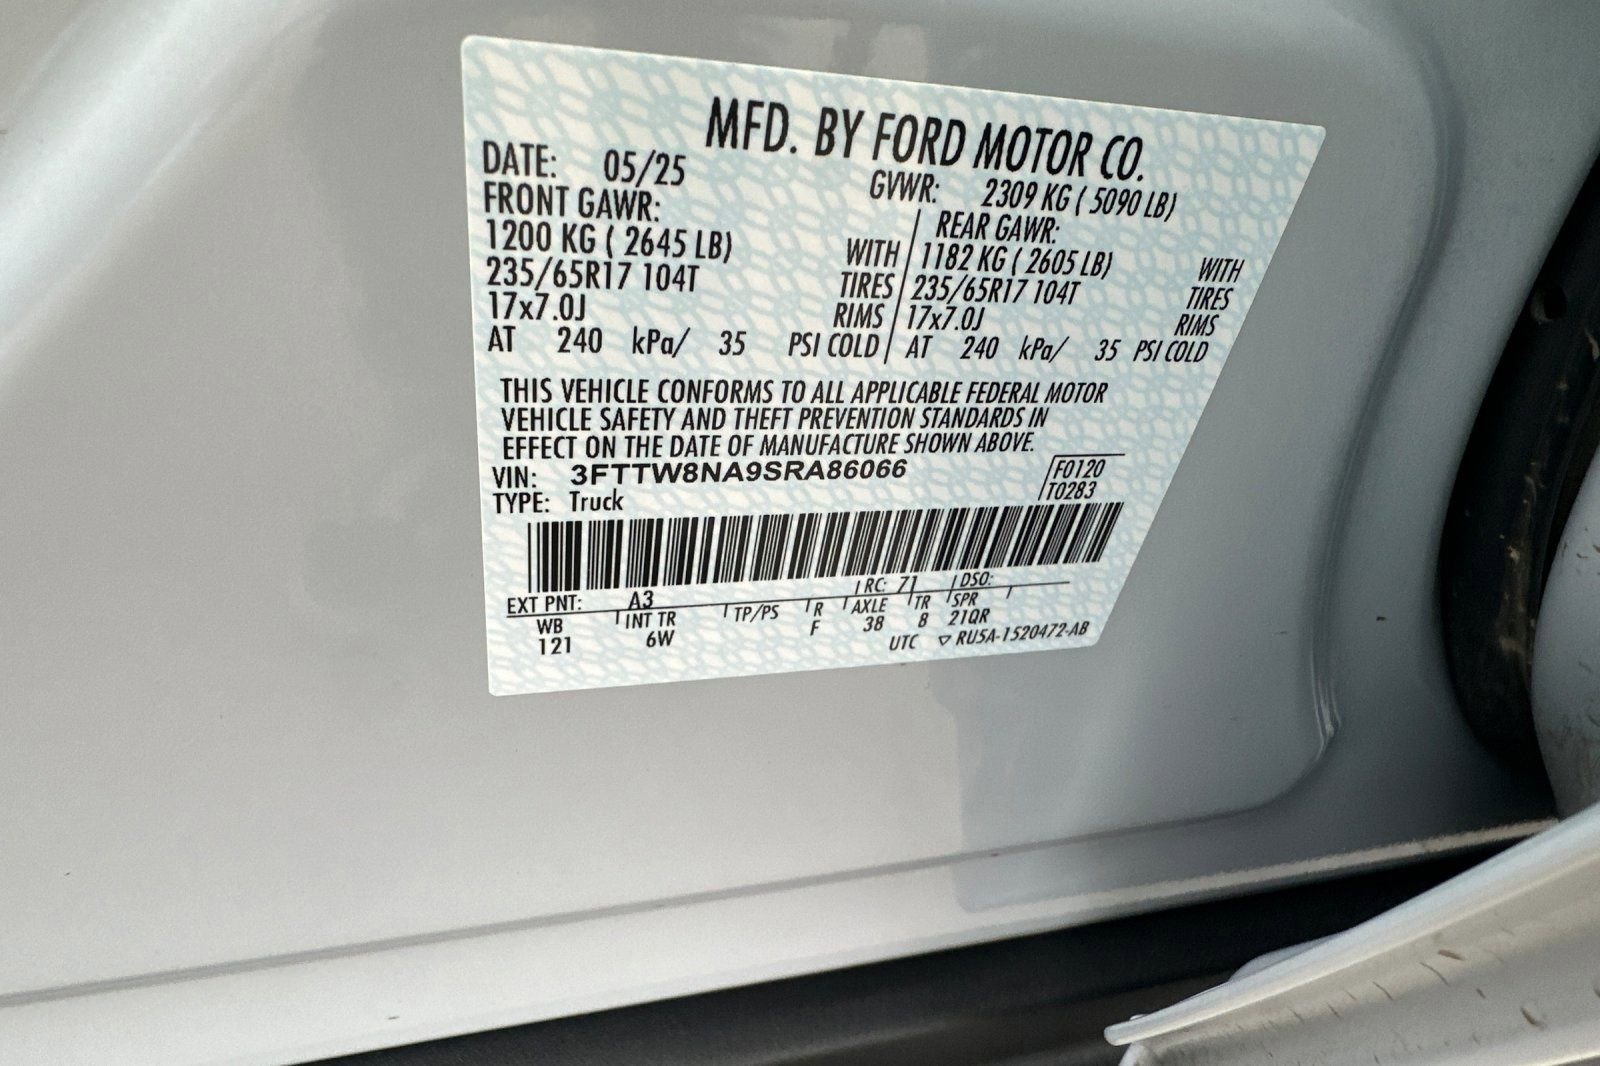 MFD. BY FORD MOTOR CO.
DATE: 05/25 GVWR: 2309 KG ( 5090 LB)
FRONT GAWR: REAR GAWR:
1200 KG ( 2645 LB) WITH 1182 KG ( 2605 LB) WITH
235/65R17 104T TIRES 235/65R17 104T TIRES
17x7.0J RIMS 17x7.0J RIMS
AT 240 kPa/ 35 PSI COLD AT 240 kPa/ 35 PSI COLD
THIS VEHICLE CONFORMS TO ALL APPLICABLE FEDERAL MOTOR
VEHICLE SAFETY AND THEFT PREVENTION STANDARDS IN
EFFECT ON THE DATE OF MANUFACTURE SHOWN ABOVE.
VIN: 3FTTW8NA9SRA86066 F0120
TYPE: Truck T0283
EXT PNT: A3 RC: 71 DSO:
WB INT TR TP/PS R AXLE TR SPR
121 6W F 38 8 21QR
UTC ▽ RU5A-1520472-AB